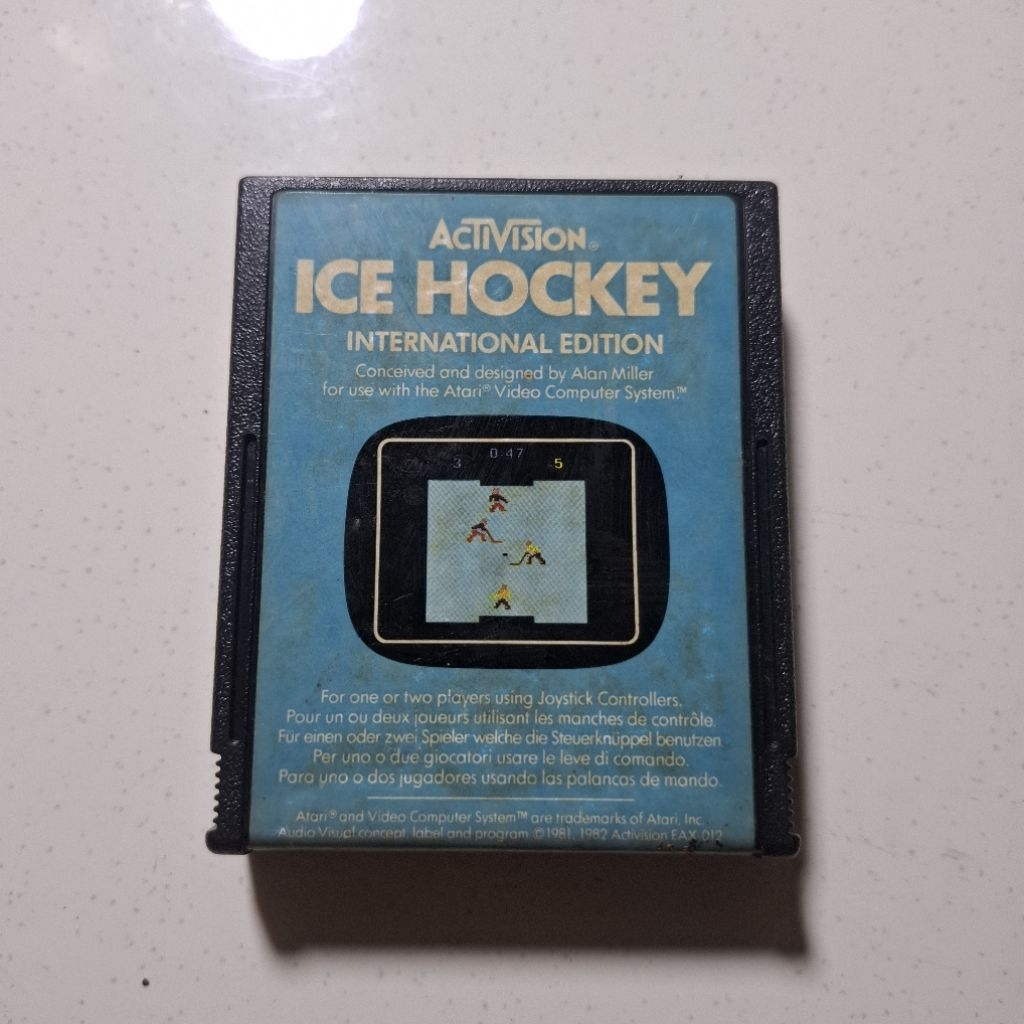 ACTIVISION®
ICE HOCKEY
INTERNATIONAL EDITION
Conceived and designed by Alan Miller
for use with the Atari® Video Computer System™
0:47
3 5
For one or two players using Joystick Controllers.
Pour un ou deux joueurs utilisant les manches de contrôle.
Für einen oder zwei Spieler welche die Steuerknüppel benutzen
Per uno o due giocatori usare le leve di comando.
Para uno o dos jugadores usando las palancas de mando.
Atari® and Video Computer System™ are trademarks of Atari, Inc.
Audio Visual concept, label and program ©1981, 1982 Activision EAX 012